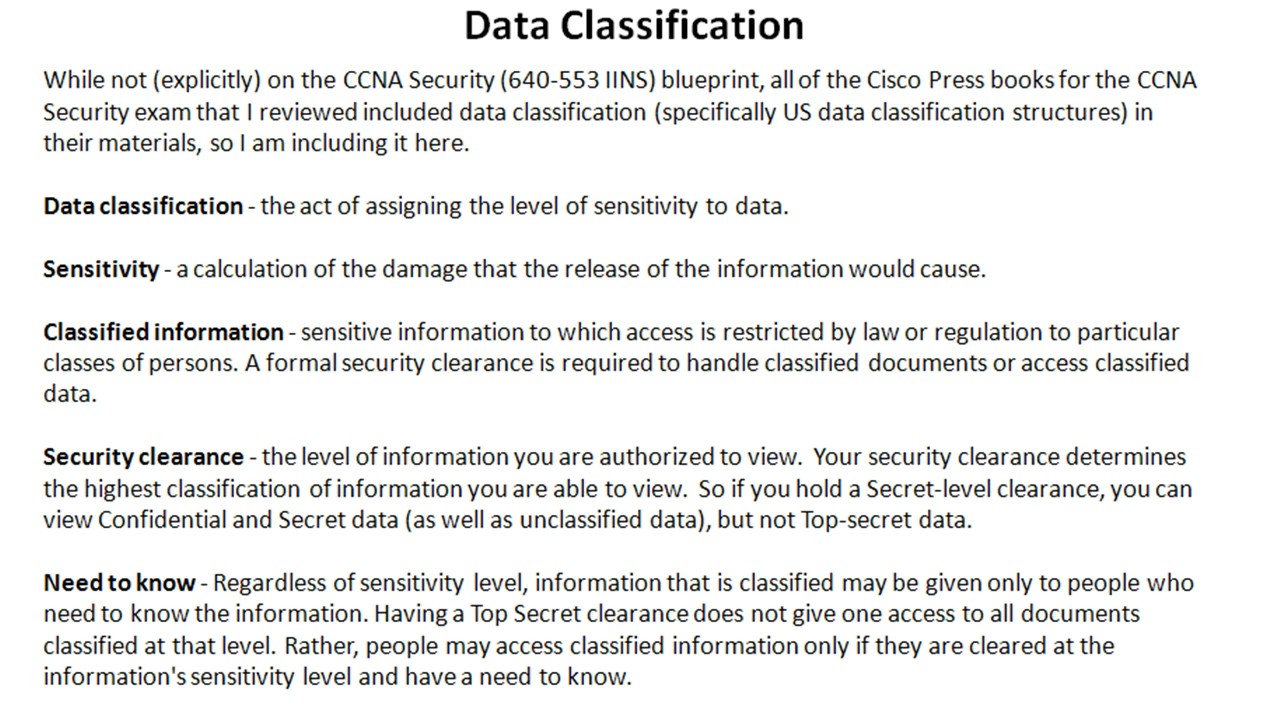 Data Classification
While not (explicitly) on the CCNA Security (640-553 IINS) blueprint, all of the Cisco Press books for the CCNA
Security exam that I reviewed included data classification (specifically US data classification structures) in
their materials, so I am including it here.
Data classification - the act of assigning the level of sensitivity to data.
Sensitivity - a calculation of the damage that the release of the information would cause.
Classified information - sensitive information to which access is restricted by law or regulation to particular
classes of persons. A formal security clearance is required to handle classified documents or access classified
data.
Security clearance - the level of information you are authorized to view.  Your security clearance determines
the highest classification of information you are able to view.  So if you hold a Secret-level clearance, you can
view Confidential and Secret data (as well as unclassified data), but not Top-secret data.
Need to know - Regardless of sensitivity level, information that is classified may be given only to people who
need to know the information. Having a Top Secret clearance does not give one access to all documents
classified at that level. Rather, people may access classified information only if they are cleared at the
information's sensitivity level and have a need to know.